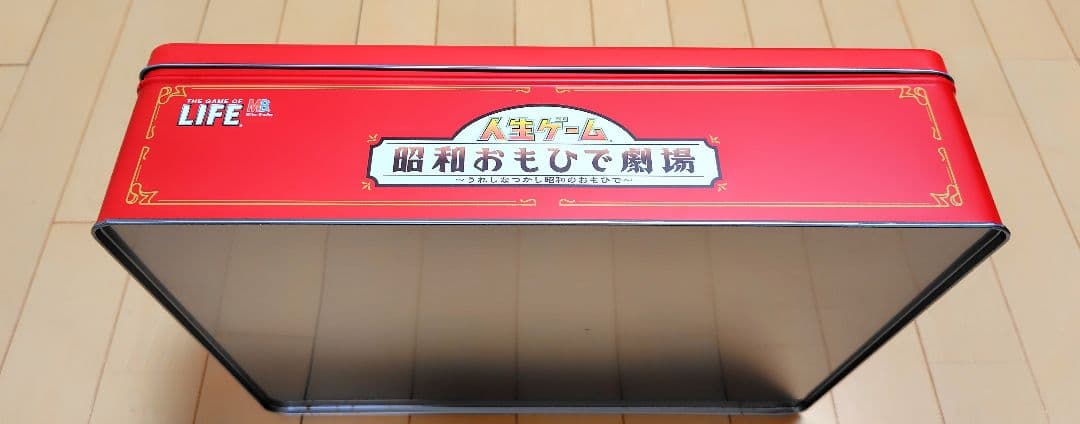 THE GAME OF
LIFE
MB
人生ゲーム
昭和おもひで劇場
～うれしなつかし昭和のおもひで～